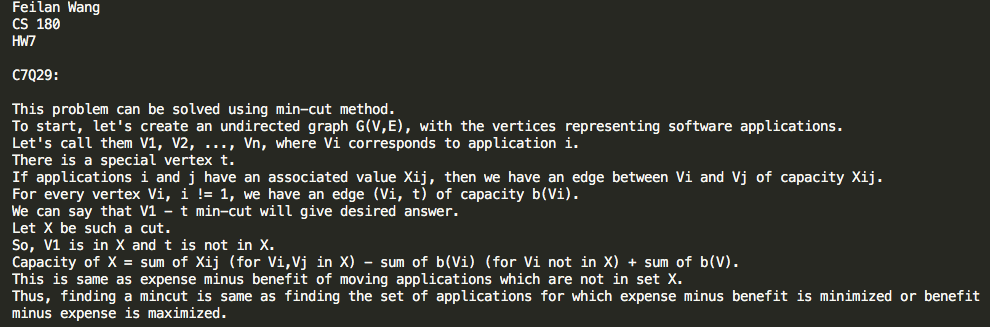 Feilan Wang
CS 180
HW7
C7Q29:
This problem can be solved using min-cut method.
To start, let's create an undirected graph G(V,E), with the vertices representing software applications.
Let's call them V1, V2, ..., Vn, where Vi corresponds to application i.
There is a special vertex t.
If applications i and j have an associated value Xij, then we have an edge between Vi and Vj of capacity Xij.
For every vertex Vi, i != 1, we have an edge (Vi, t) of capacity b(Vi).
We can say that V1 - t min-cut will give desired answer.
Let X be such a cut.
So, V1 is in X and t is not in X.
Capacity of X = sum of Xij (for Vi,Vj in X) - sum of b(Vi) (for Vi not in X) + sum of b(V).
This is same as expense minus benefit of moving applications which are not in set X.
Thus, finding a mincut is same as finding the set of applications for which expense minus benefit is minimized or benefit
minus expense is maximized.